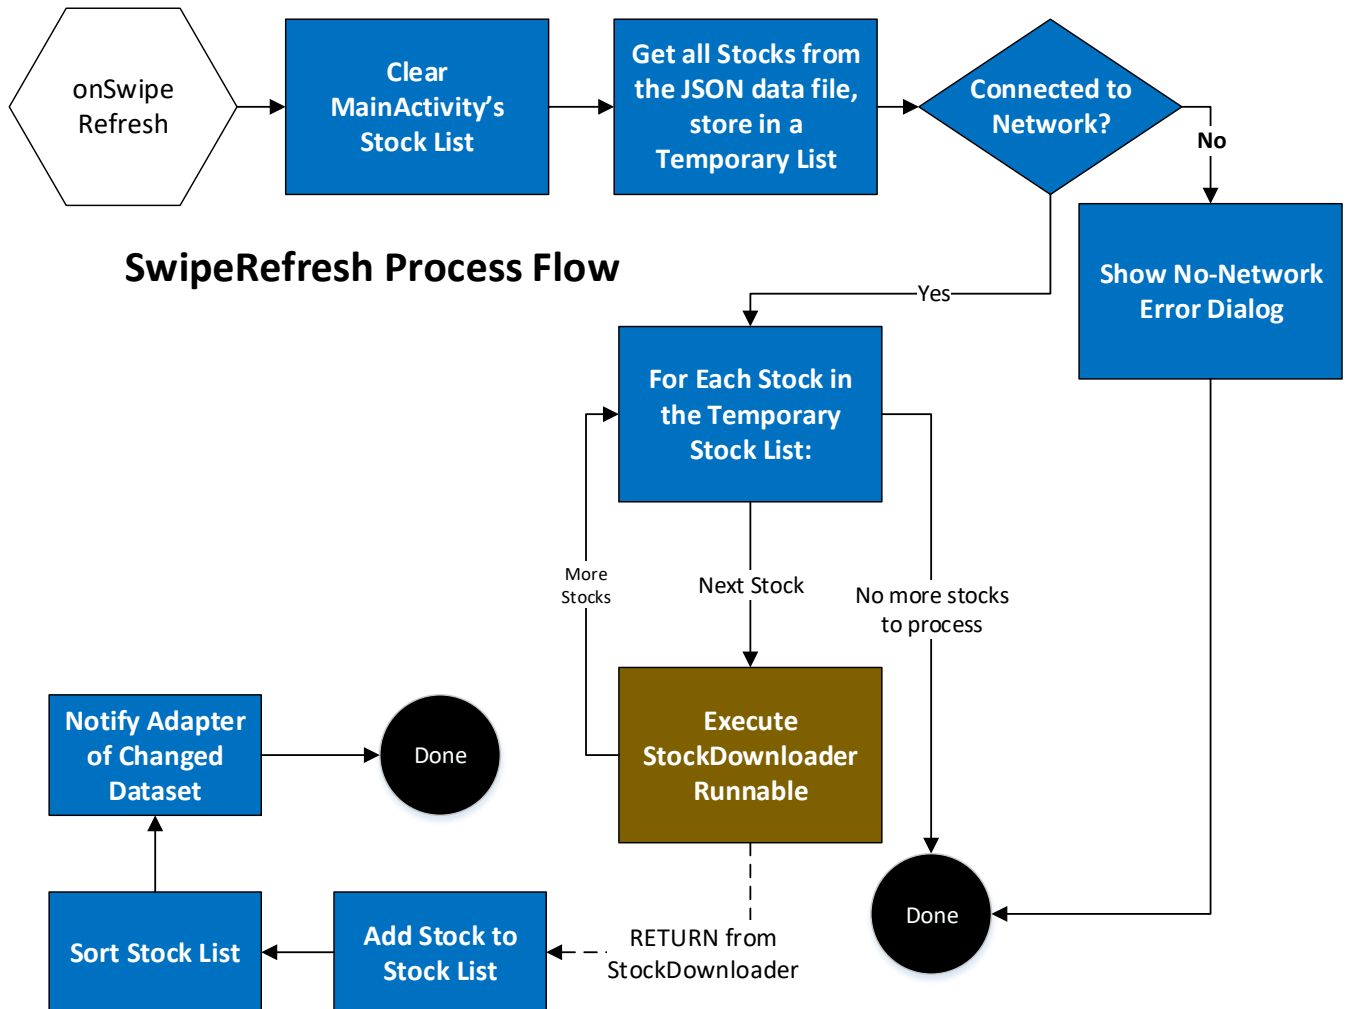 onSwipe
Refresh
Clear
MainActivity’s
Stock List
Get all Stocks from
the JSON data file,
store in a
Temporary List
Connected to
Network?
No
SwipeRefresh Process Flow
Show No-Network
Error Dialog
Yes
For Each Stock in
the Temporary
Stock List:
More
Stocks
Next Stock
No more stocks
to process
Notify Adapter
of Changed
Dataset
Done
Execute
StockDownloader
Runnable
Sort Stock List
Add Stock to
Stock List
RETURN from
StockDownloader
Done